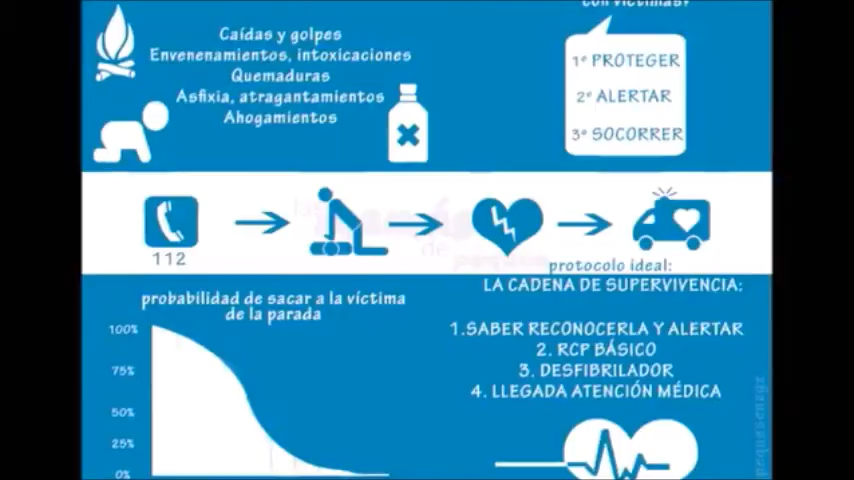 con víctimas?
Caídas y golpes
Envenenamientos, intoxicaciones
Quemaduras
Asfixia, atragantamientos
Ahogamientos
1º PROTEGER
2º ALERTAR
3º SOCORRER
112
protocolo ideal:
LA CADENA DE SUPERVIVENCIA:
probabilidad de sacar a la víctima
de la parada
100%
75%
50%
25%
0%
1.SABER RECONOCERLA Y ALERTAR
2. RCP BÁSICO
3. DESFIBRILADOR
4. LLEGADA ATENCIÓN MÉDICA